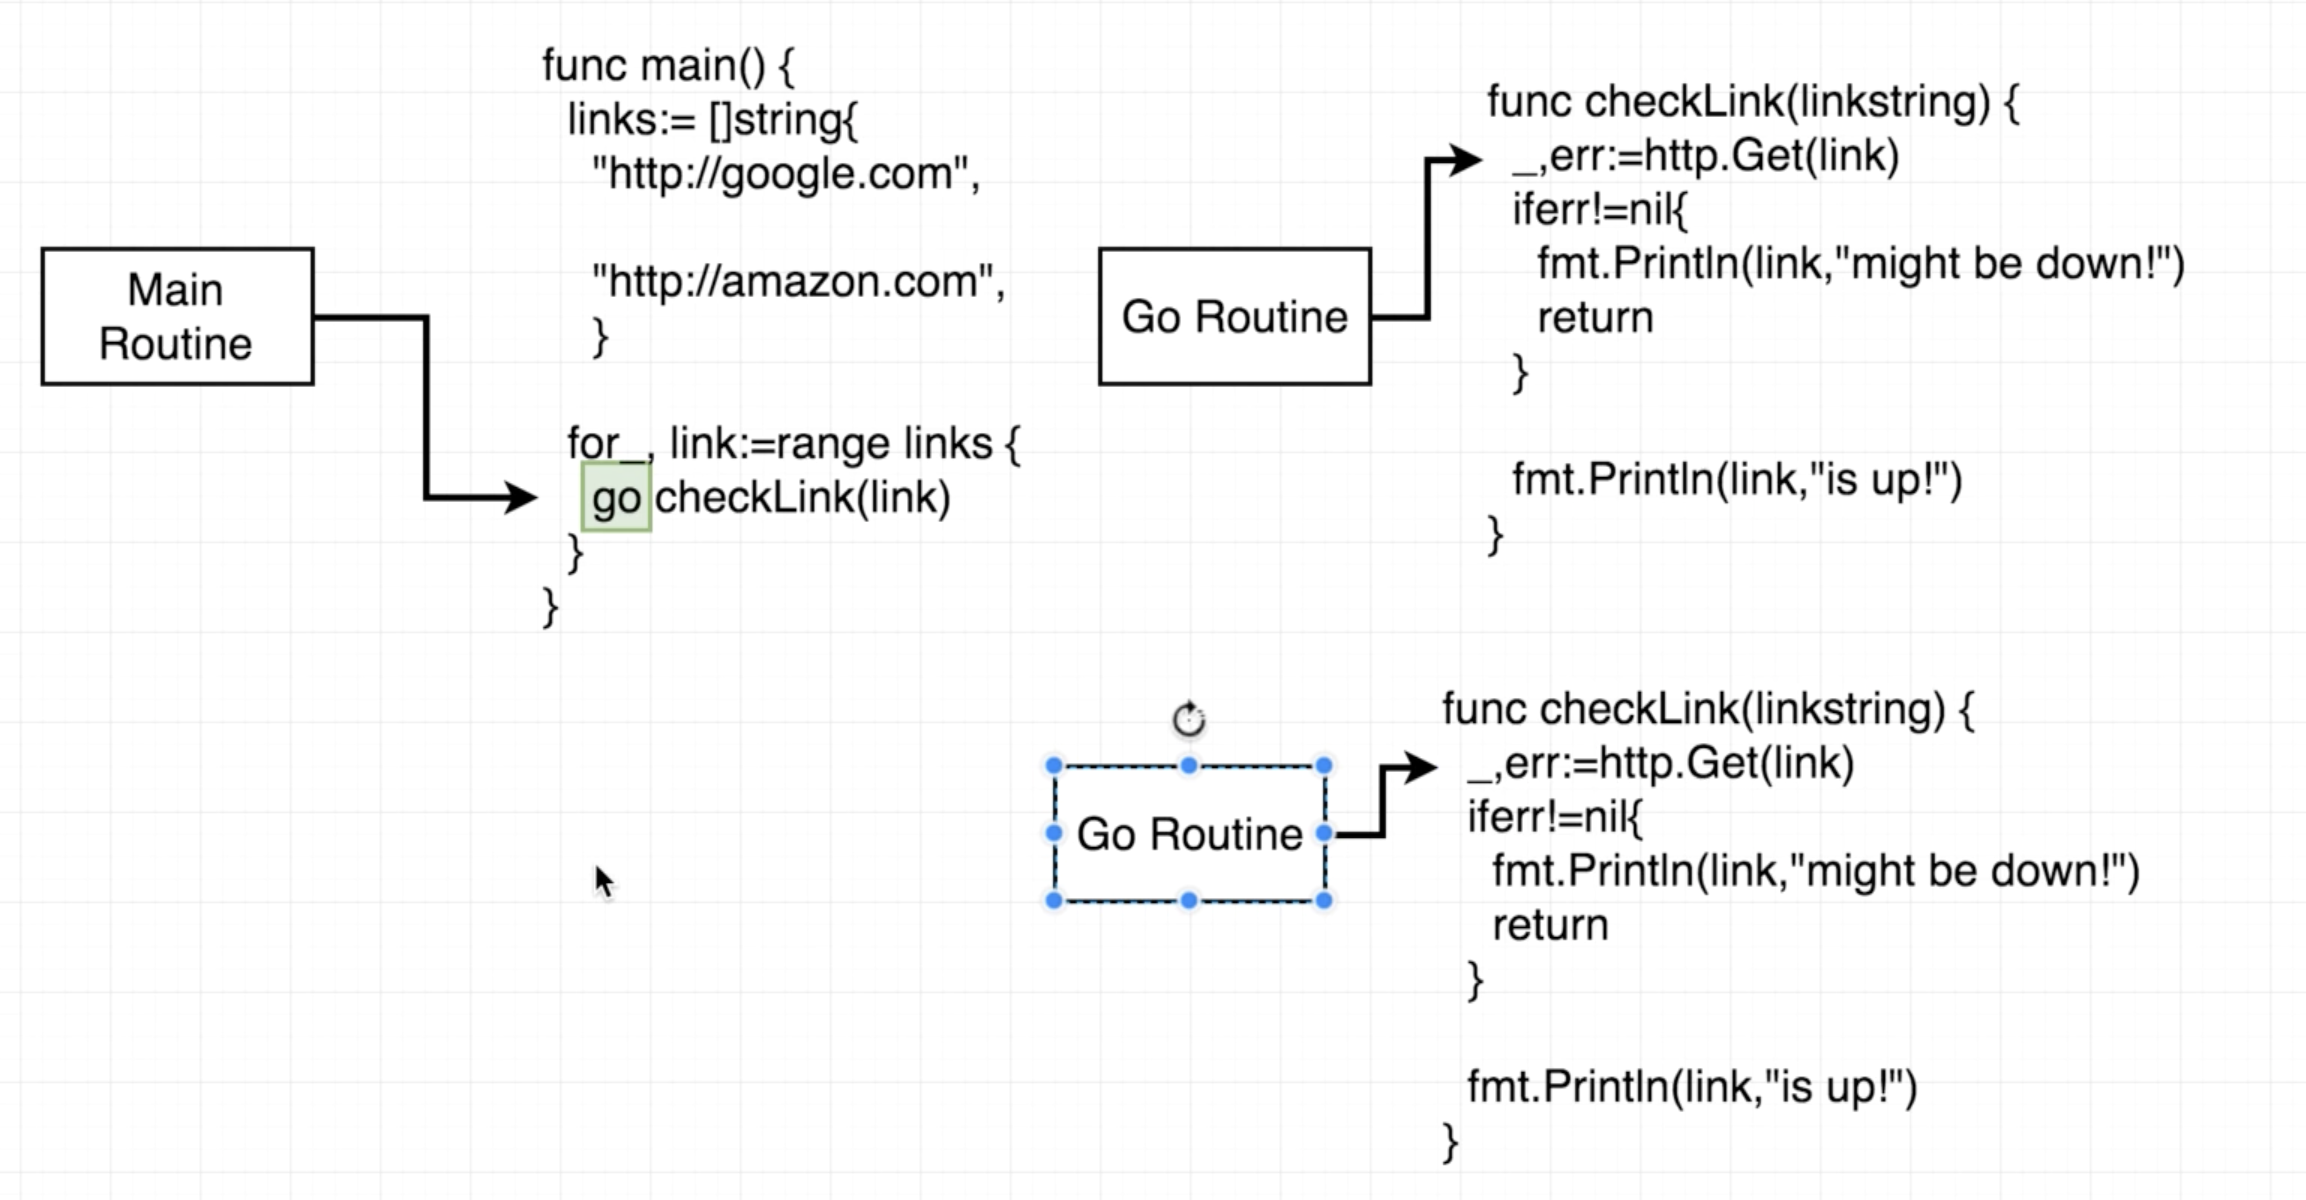 Main
Routine
func main() {
links:= []string{
"http://google.com",
"http://amazon.com",
}
for_, link:=range links {
go checkLink(link)
}
}
Go Routine
func checkLink(linkstring) {
_,err:=http.Get(link)
iferr!=nil{
fmt.Println(link,"might be down!")
return
}
fmt.Println(link,"is up!")
}
Go Routine
func checkLink(linkstring) {
_,err:=http.Get(link)
iferr!=nil{
fmt.Println(link,"might be down!")
return
}
fmt.Println(link,"is up!")
}